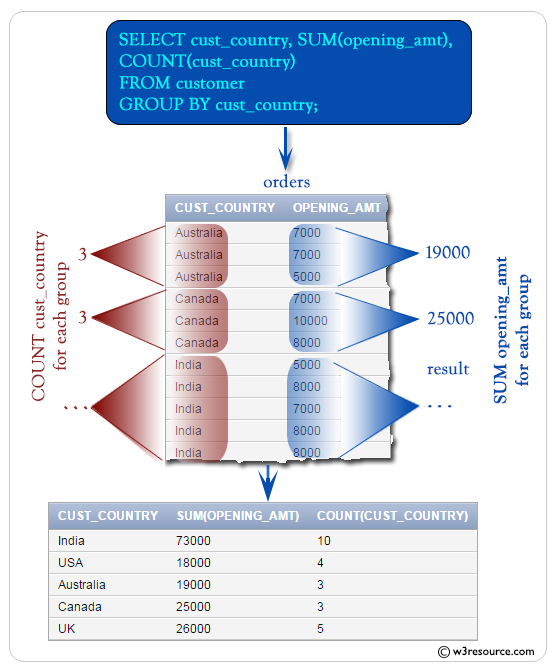 SELECT cust_country, SUM(opening_amt),
COUNT(cust_country)
FROM customer
GROUP BY cust_country;
orders
CUST_COUNTRY OPENING_AMT
Australia 7000
Australia 7000
Australia 5000
Canada 7000
Canada 10000
Canada 8000
India 5000
India 8000
India 7000
India 8000
India 8000
COUNT cust_country
for each group
3
3
. . .
19000
25000
result
. . .
SUM opening_amt
for each group
CUST_COUNTRY SUM(OPENING_AMT) COUNT(CUST_COUNTRY)
India 73000 10
USA 18000 4
Australia 19000 3
Canada 25000 3
UK 26000 5
© w3resource.com